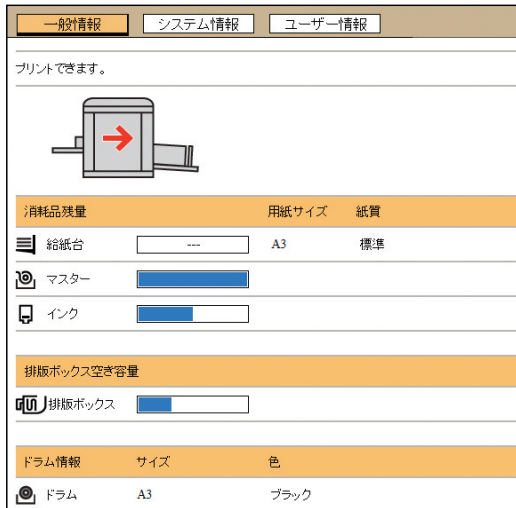 一般情報 システム情報 ユーザー情報
プリントできます。
消耗品残量 用紙サイズ 紙質
給紙台 --- A3 標準
マスター
インク
排版ボックス空き容量
排版ボックス
ドラム情報 サイズ 色
ドラム A3 ブラック